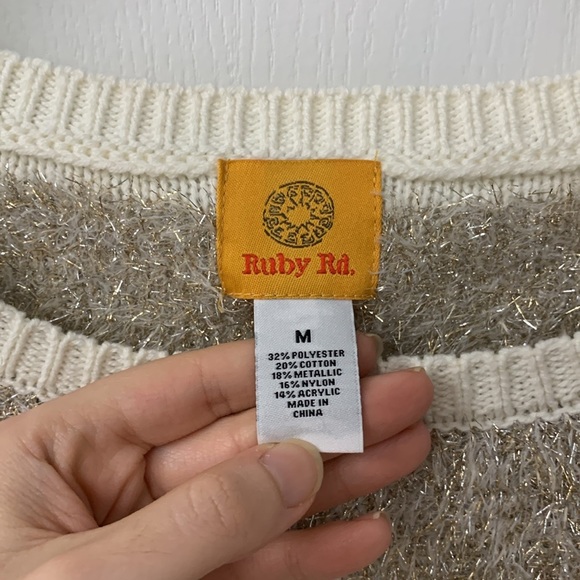 Ruby Rd.
M
32% POLYESTER
20% COTTON
18% METALLIC
16% NYLON
14% ACRYLIC
MADE IN
CHINA